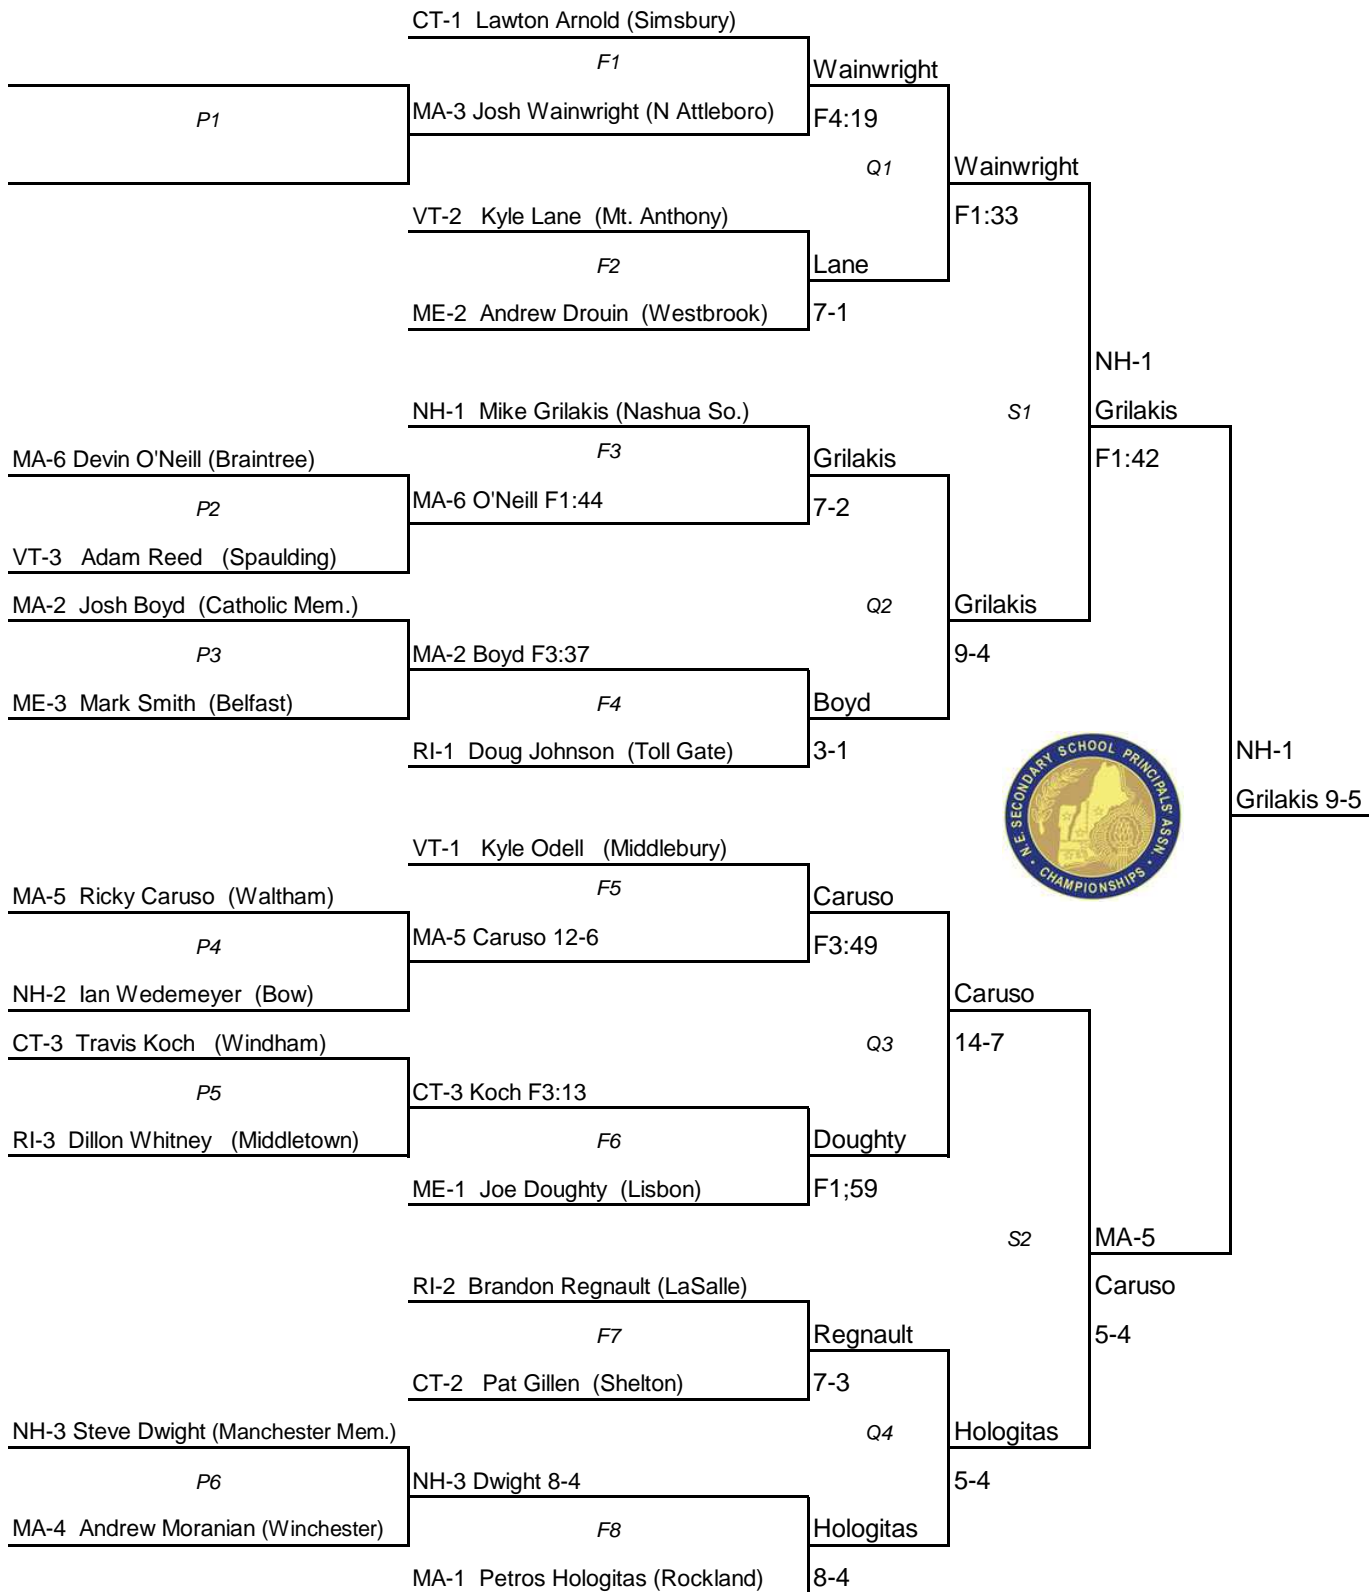 CT-1 Lawton Arnold (Simsbury)
F1
Wainwright
P1
MA-3 Josh Wainwright (N Attleboro)
F4:19
Q1
Wainwright
VT-2 Kyle Lane (Mt. Anthony)
F1:33
F2
Lane
ME-2 Andrew Drouin (Westbrook)
7-1
NH-1
NH-1 Mike Grilakis (Nashua So.)
S1
Grilakis
MA-6 Devin O'Neill (Braintree)
F3
Grilakis
F1:42
P2
MA-6 O'Neill F1:44
7-2
VT-3 Adam Reed (Spaulding)
MA-2 Josh Boyd (Catholic Mem.)
Q2
Grilakis
P3
MA-2 Boyd F3:37
9-4
ME-3 Mark Smith (Belfast)
F4
Boyd
RI-1 Doug Johnson (Toll Gate)
3-1
N.E. SECONDARY SCHOOL PRINCIPALS' ASSN.
• CHAMPIONSHIPS •
NH-1
Grilakis 9-5
VT-1 Kyle Odell (Middlebury)
MA-5 Ricky Caruso (Waltham)
F5
Caruso
P4
MA-5 Caruso 12-6
F3:49
NH-2 Ian Wedemeyer (Bow)
Caruso
CT-3 Travis Koch (Windham)
Q3
14-7
P5
CT-3 Koch F3:13
RI-3 Dillon Whitney (Middletown)
F6
Doughty
ME-1 Joe Doughty (Lisbon)
F1;59
S2
MA-5
RI-2 Brandon Regnault (LaSalle)
Caruso
F7
Regnault
5-4
CT-2 Pat Gillen (Shelton)
7-3
NH-3 Steve Dwight (Manchester Mem.)
Q4
Hologitas
P6
NH-3 Dwight 8-4
5-4
MA-4 Andrew Moranian (Winchester)
F8
Hologitas
MA-1 Petros Hologitas (Rockland)
8-4